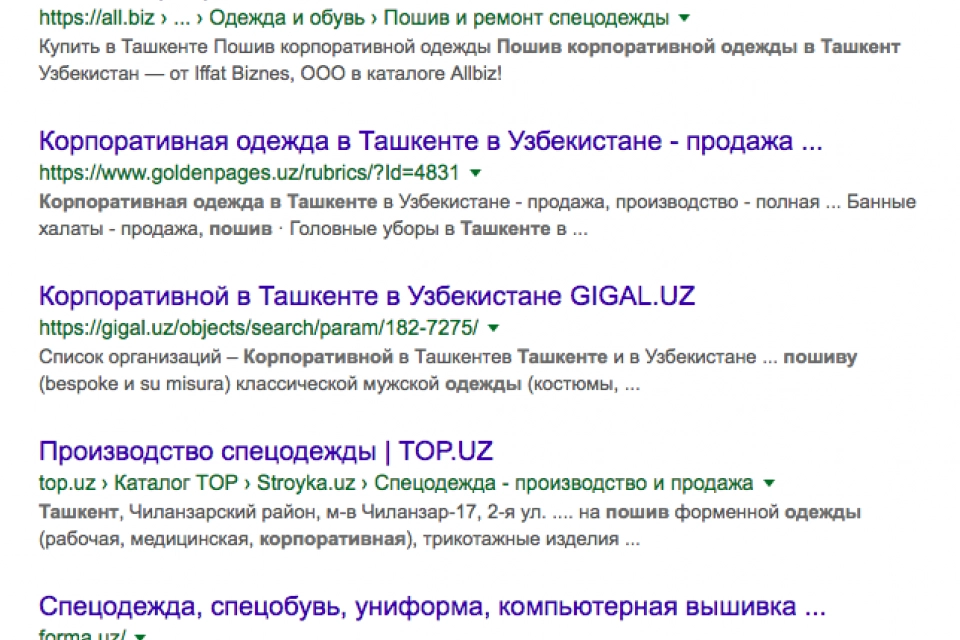 https://all.biz › ... › Одежда и обувь › Пошив и ремонт спецодежды
Купить в Ташкенте Пошив корпоративной одежды Пошив корпоративной одежды в Ташкент
Узбекистан — от Iffat Biznes, ООО в каталоге Allbiz!
Корпоративная одежда в Ташкенте в Узбекистане - продажа ...
https://www.goldenpages.uz/rubrics/?Id=4831
Корпоративная одежда в Ташкенте в Узбекистане - продажа, производство - полная ... Банные
халаты - продажа, пошив · Головные уборы в Ташкенте в ...
Корпоративной в Ташкенте в Узбекистане GIGAL.UZ
https://gigal.uz/objects/search/param/182-7275/
Список организаций – Корпоративной в Ташкентев Ташкенте и в Узбекистане ... пошиву
(bespoke и su misura) классической мужской одежды (костюмы, ...
Производство спецодежды | TOP.UZ
top.uz › Каталог TOP › Stroyka.uz › Спецодежда - производство и продажа
Ташкент, Чиланзарский район, м-в Чиланзар-17, 2-я ул. .... на пошив форменной одежды
(рабочая, медицинская, корпоративная), трикотажные изделия ...
Спецодежда, спецобувь, униформа, компьютерная вышивка ...
forma.uz/